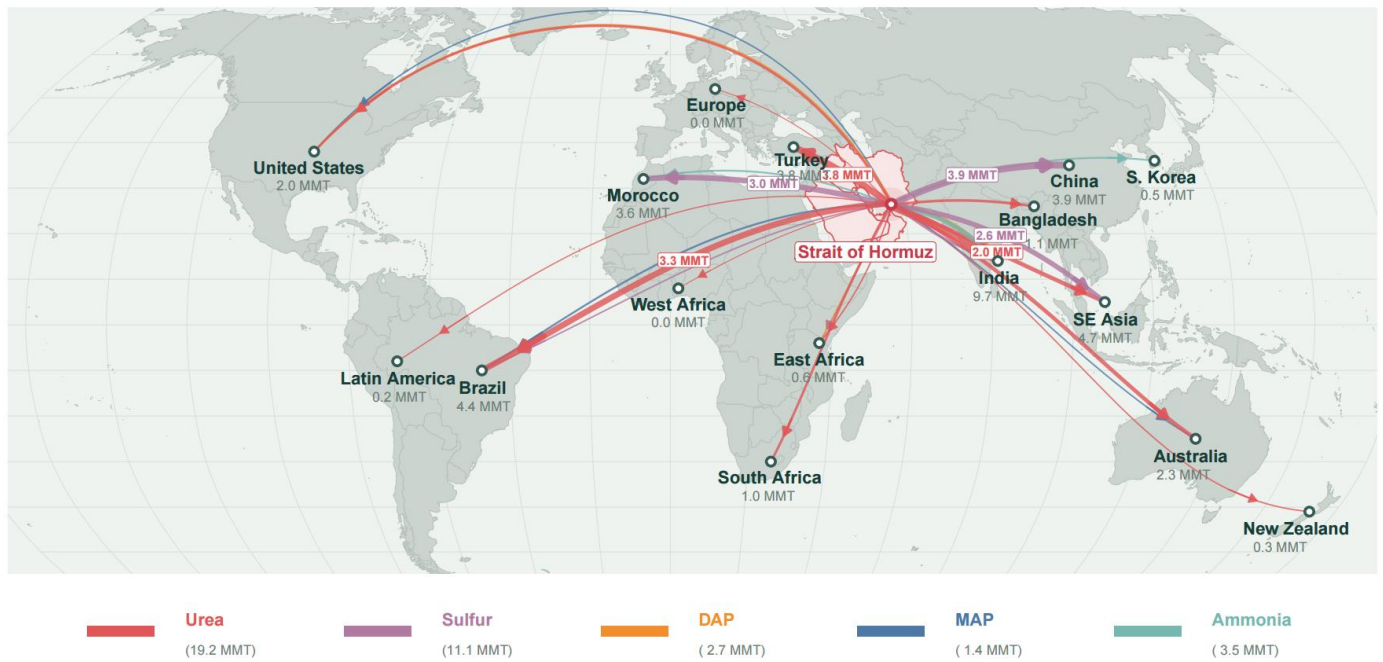 Europe
0.0 MMT
United States
2.0 MMT
Turkey
3.8 MMT
3.8 MMT
Morocco
3.6 MMT
3.0 MMT
3.9 MMT
China
3.9 MMT
S. Korea
0.5 MMT
Bangladesh
1.1 MMT
2.6 MMT
2.0 MMT
Strait of Hormuz
3.3 MMT
India
9.7 MMT
West Africa
0.0 MMT
SE Asia
4.7 MMT
East Africa
0.6 MMT
Latin America
0.2 MMT
Brazil
4.4 MMT
South Africa
1.0 MMT
Australia
2.3 MMT
New Zealand
0.3 MMT
Urea
(19.2 MMT)
Sulfur
(11.1 MMT)
DAP
( 2.7 MMT)
MAP
( 1.4 MMT)
Ammonia
( 3.5 MMT)